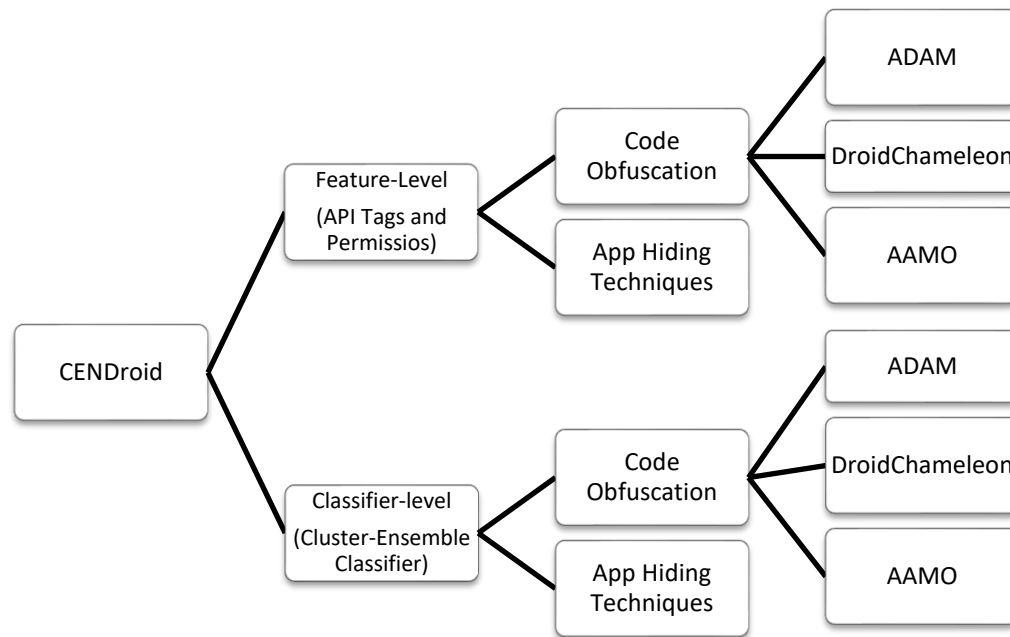 CENDroid
Feature-Level
(API Tags and
Permissios)
Code
Obfuscation
ADAM
DroidChameleon
AAMO
App Hiding
Techniques
Classifier-level
(Cluster-Ensemble
Classifier)
Code
Obfuscation
ADAM
DroidChameleon
AAMO
App Hiding
Techniques